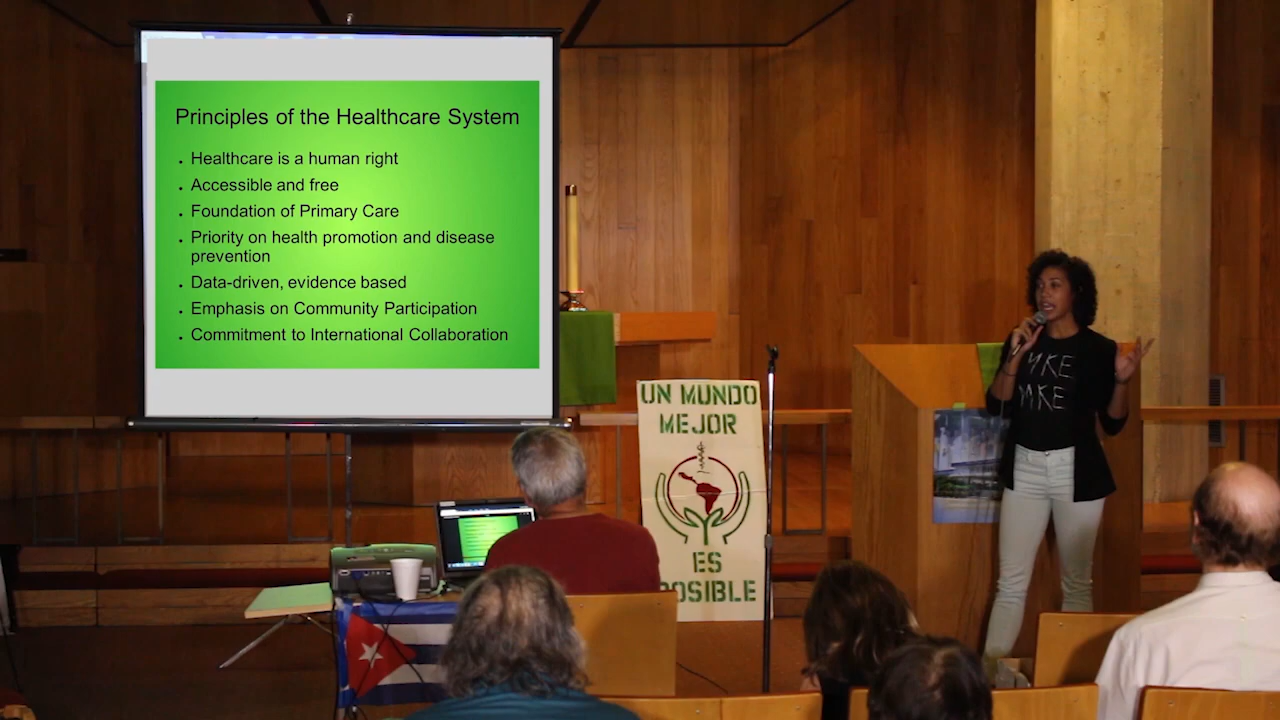 Principles of the Healthcare System
• Healthcare is a human right
• Accessible and free
• Foundation of Primary Care
• Priority on health promotion and disease
prevention
• Data-driven, evidence based
• Emphasis on Community Participation
• Commitment to International Collaboration
UN MUNDO
MEJOR
ES
POSIBLE
MKE
MKE